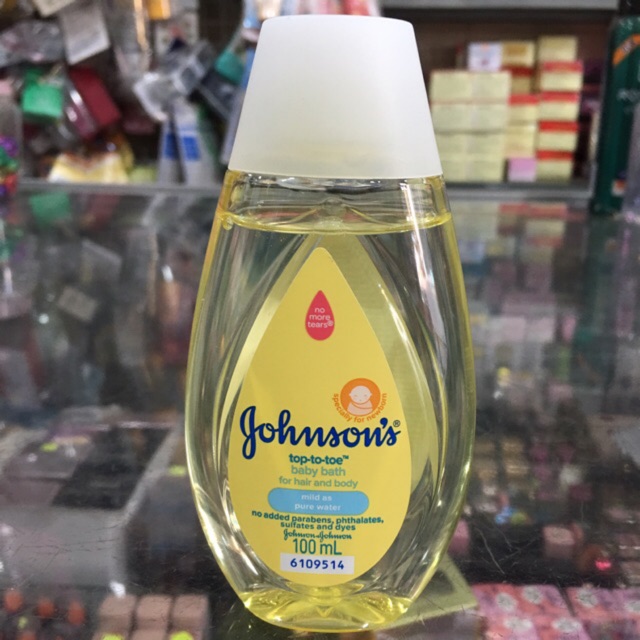 no
more
tears®
specially for newborn
Johnson's®
top-to-toe™
baby bath
for hair and body
mild as
pure water
no added parabens, phthalates,
sulfates and dyes
Johnson & Johnson
100 mL
6109514